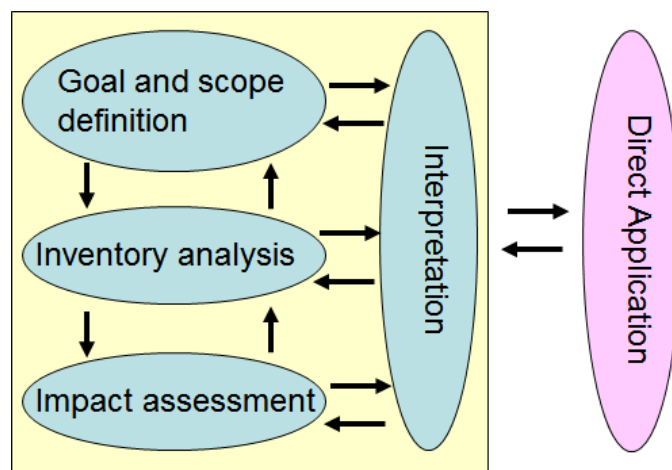 Goal and scope
definition
Inventory analysis
Impact assessment
Interpretation
Direct Application